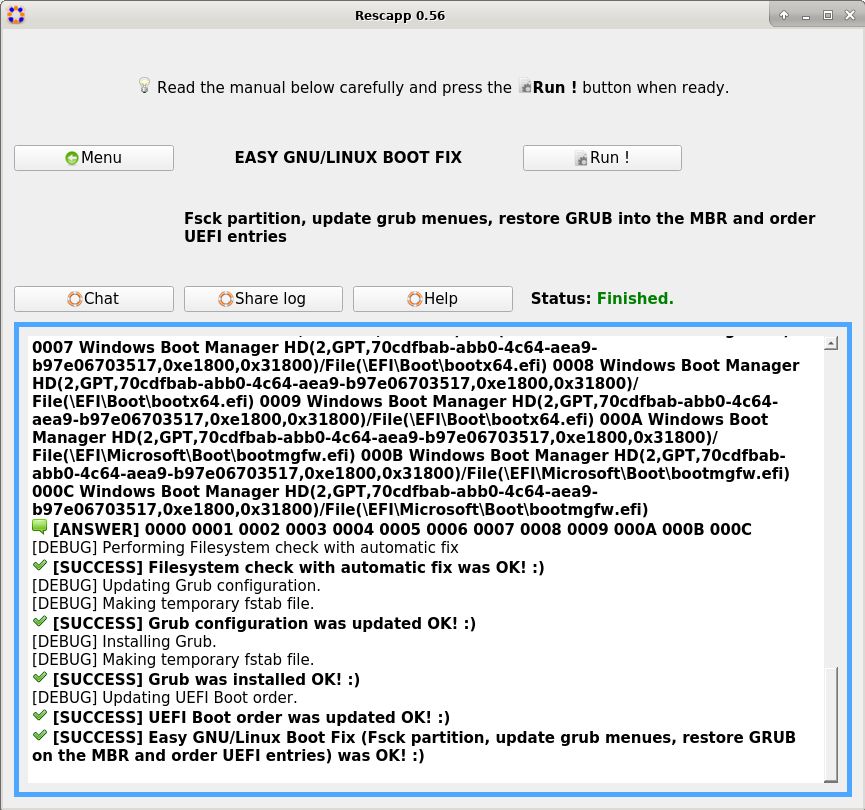 Rescapp 0.56
Read the manual below carefully and press the Run ! button when ready.
Menu
EASY GNU/LINUX BOOT FIX
Run !
Fsck partition, update grub menues, restore GRUB into the MBR and order
UEFI entries
Chat
Share log
Help
Status: Finished.
0007 Windows Boot Manager HD(2,GPT,70cdfbab-abb0-4c64-aea9-
b97e06703517,0xe1800,0x31800)/File(\EFI\Boot\bootx64.efi) 0008 Windows Boot Manager
HD(2,GPT,70cdfbab-abb0-4c64-aea9-b97e06703517,0xe1800,0x31800)/
File(\EFI\Boot\bootx64.efi) 0009 Windows Boot Manager HD(2,GPT,70cdfbab-abb0-4c64-
aea9-b97e06703517,0xe1800,0x31800)/File(\EFI\Boot\bootx64.efi) 000A Windows Boot
Manager HD(2,GPT,70cdfbab-abb0-4c64-aea9-b97e06703517,0xe1800,0x31800)/
File(\EFI\Microsoft\Boot\bootmgfw.efi) 000B Windows Boot Manager HD(2,GPT,70cdfbab-
abb0-4c64-aea9-b97e06703517,0xe1800,0x31800)/File(\EFI\Microsoft\Boot\bootmgfw.efi)
000C Windows Boot Manager HD(2,GPT,70cdfbab-abb0-4c64-aea9-
b97e06703517,0xe1800,0x31800)/File(\EFI\Microsoft\Boot\bootmgfw.efi)
[ANSWER] 0000 0001 0002 0003 0004 0005 0006 0007 0008 0009 000A 000B 000C
[DEBUG] Performing Filesystem check with automatic fix
[SUCCESS] Filesystem check with automatic fix was OK! :)
[DEBUG] Updating Grub configuration.
[DEBUG] Making temporary fstab file.
[SUCCESS] Grub configuration was updated OK! :)
[DEBUG] Installing Grub.
[DEBUG] Making temporary fstab file.
[SUCCESS] Grub was installed OK! :)
[DEBUG] Updating UEFI Boot order.
[SUCCESS] UEFI Boot order was updated OK! :)
[SUCCESS] Easy GNU/Linux Boot Fix (Fsck partition, update grub menues, restore GRUB
on the MBR and order UEFI entries) was OK! :)